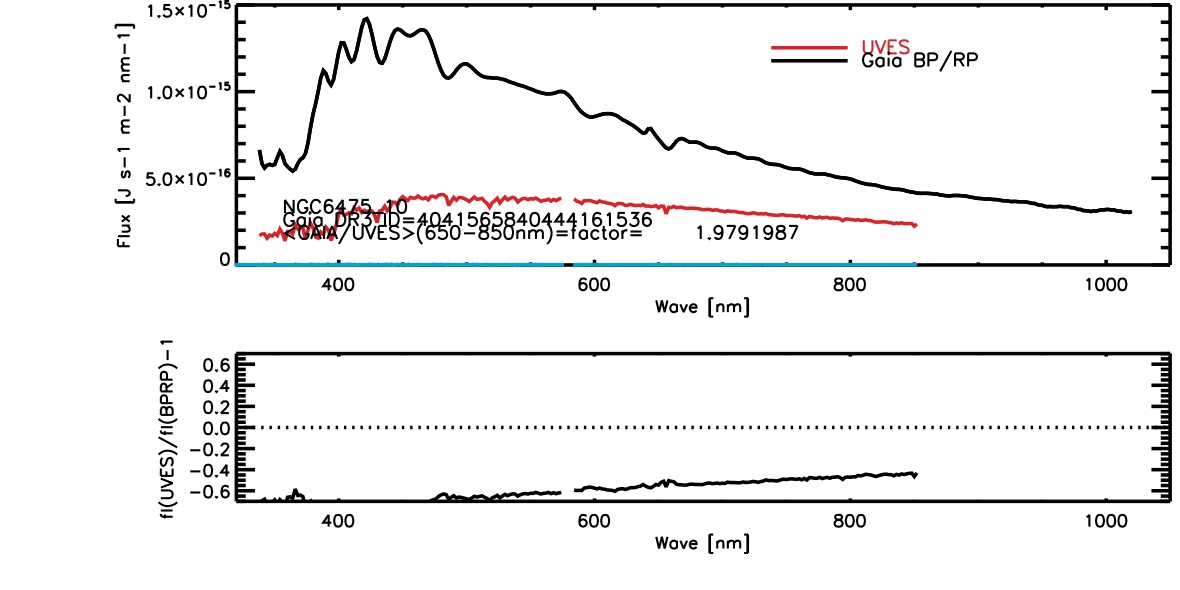 1.5×10⁻¹⁵
1.0×10⁻¹⁵
5.0×10⁻¹⁶
0
Flux [J s−1 m−2 nm−1]
UVES
Gaia BP/RP
NGC6475_10
Gaia DR3 ID=4041565840444161536
<GAIA/UVES>(650−850nm)=factor= 1.9791987
400 600 800 1000
Wave [nm]
fl(UVES)/fl(BPRP)−1
0.6
0.4
0.2
0.0
−0.2
−0.4
−0.6
400 600 800 1000
Wave [nm]